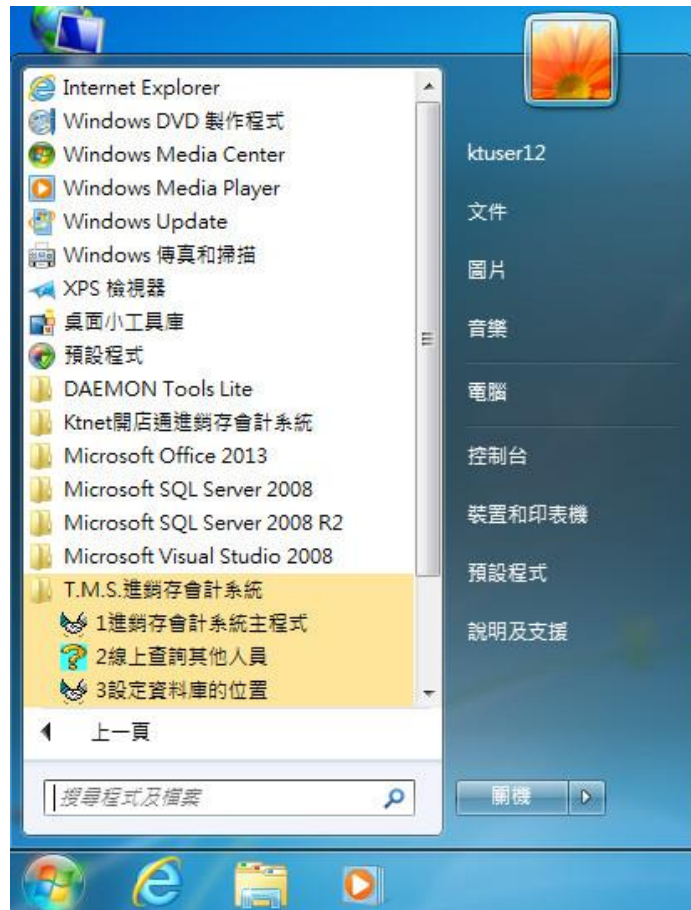 Internet Explorer
Windows DVD 製作程式
Windows Media Center
Windows Media Player
Windows Update
Windows 傳真和掃描
XPS 檢視器
桌面小工具庫
預設程式
DAEMON Tools Lite
Ktnet開店通進銷存會計系統
Microsoft Office 2013
Microsoft SQL Server 2008
Microsoft SQL Server 2008 R2
Microsoft Visual Studio 2008
T.M.S.進銷存會計系統
1進銷存會計系統主程式
2線上查詢其他人員
3設定資料庫的位置
上一頁
搜尋程式及檔案
ktuser12
文件
圖片
音樂
電腦
控制台
裝置和印表機
預設程式
說明及支援
關機